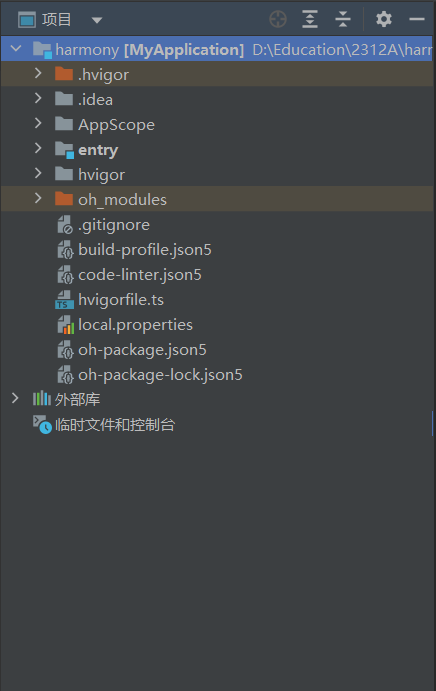 项目
harmony [MyApplication] D:\Education\2312A\harr
.hvigor
.idea
AppScope
entry
hvigor
oh_modules
.gitignore
build-profile.json5
code-linter.json5
TS hvigorfile.ts
local.properties
oh-package.json5
oh-package-lock.json5
外部库
临时文件和控制台